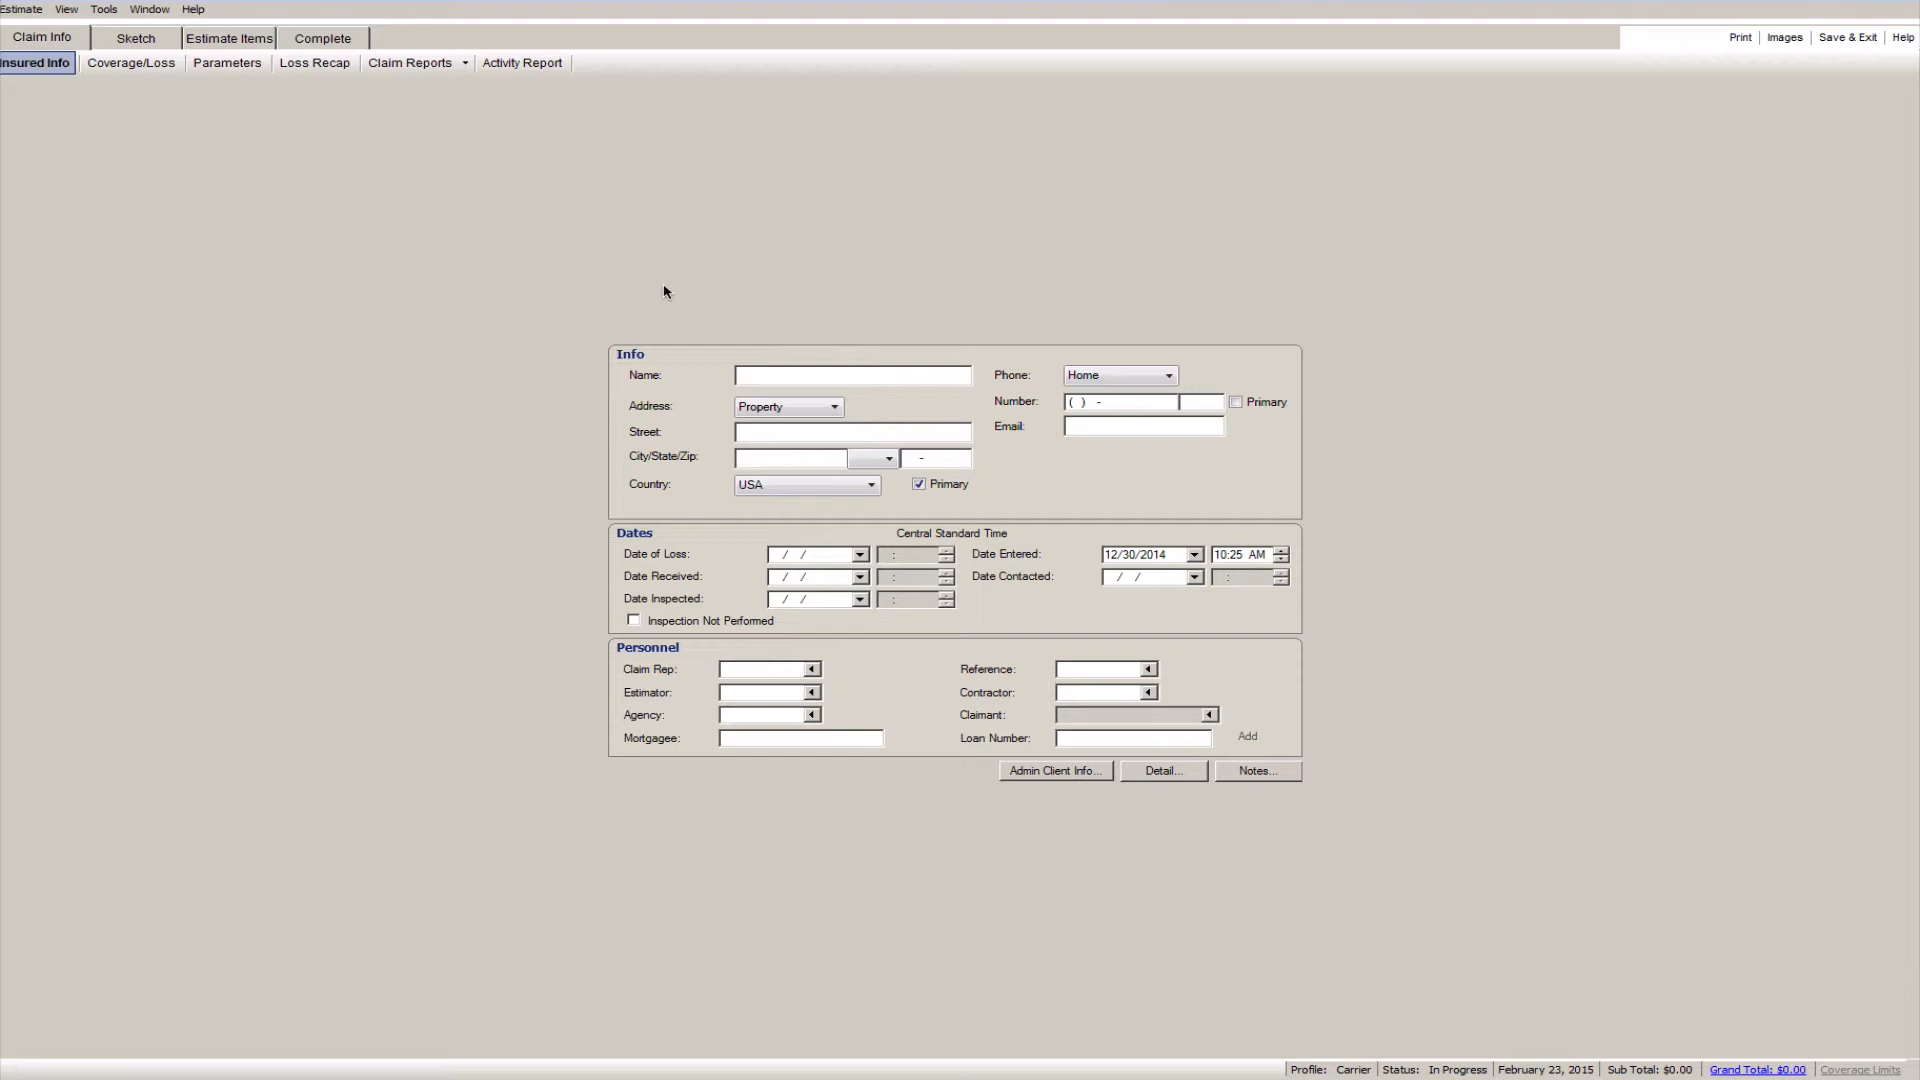 Estimate View Tools Window Help
Claim Info Sketch Estimate Items Complete Print Images Save & Exit Help
Insured Info Coverage/Loss Parameters Loss Recap Claim Reports Activity Report
Info
Name: Phone: Home
Address: Property Number: ( ) - Primary
Street: Email:
City/State/Zip: -
Country: USA Primary
Dates Central Standard Time
Date of Loss: / / : Date Entered: 12/30/2014 10:25 AM
Date Received: / / : Date Contacted: / / :
Date Inspected: / / :
Inspection Not Performed
Personnel
Claim Rep: Reference:
Estimator: Contractor:
Agency: Claimant:
Mortgagee: Loan Number: Add
Admin Client Info... Detail... Notes...
Profile: Carrier Status: In Progress February 23, 2015 Sub Total: $0.00 Grand Total: $0.00 Coverage Limits